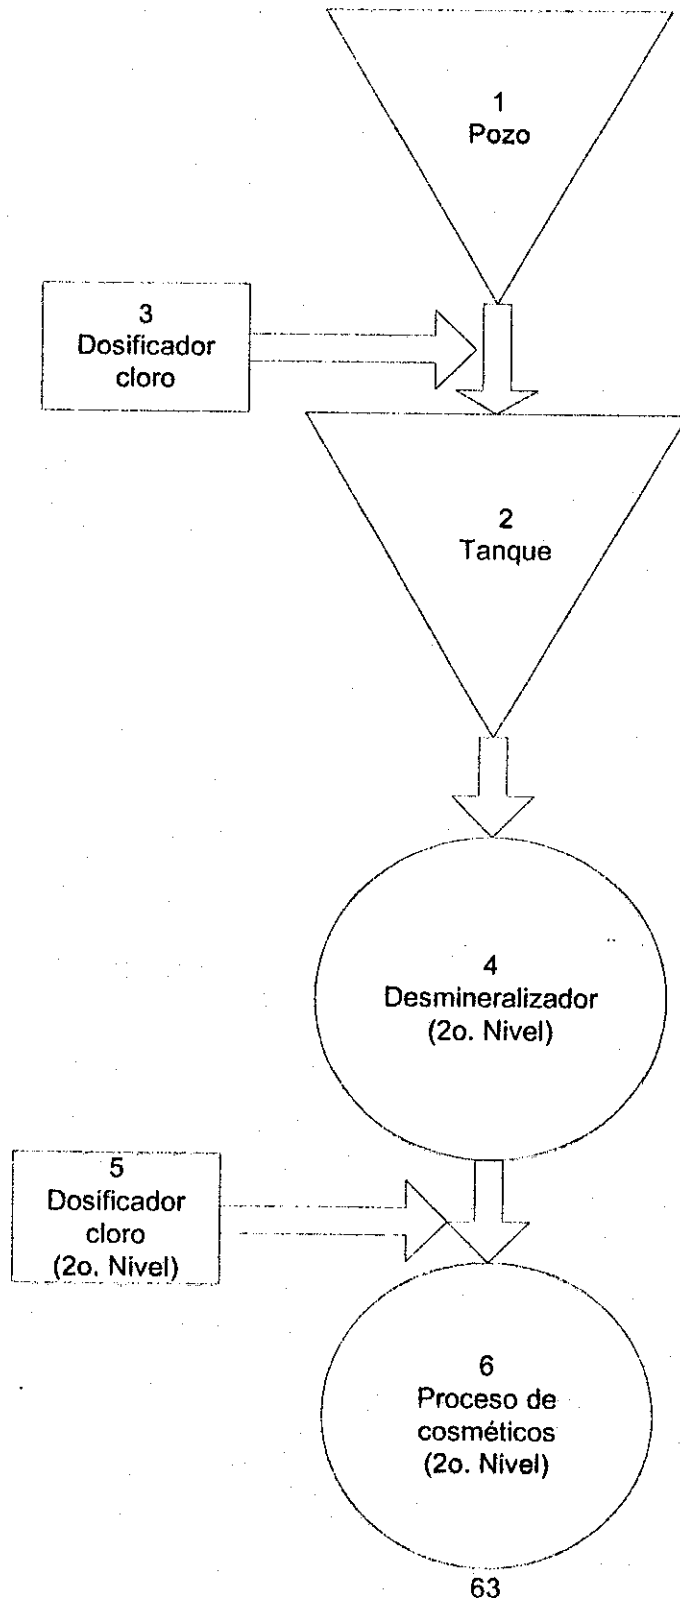 1
Pozo
3
Dosificador
cloro
2
Tanque
4
Desmineralizador
(2o. Nivel)
5
Dosificador
cloro
(2o. Nivel)
6
Proceso de
cosméticos
(2o. Nivel)
63